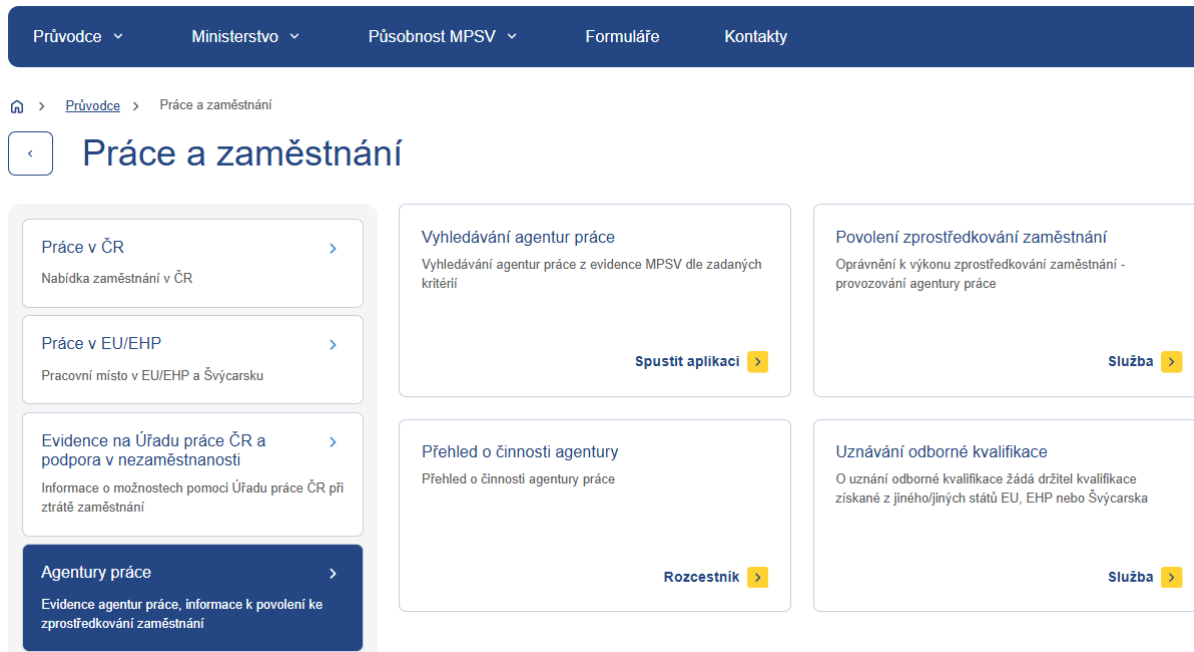 Průvodce
Ministerstvo
Působnost MPSV
Formuláře
Kontakty
Průvodce
Práce a zaměstnání
Práce a zaměstnání
Práce v ČR
Nabídka zaměstnání v ČR
Práce v EU/EHP
Pracovní místo v EU/EHP a Švýcarsku
Evidence na Úřadu práce ČR a
podpora v nezaměstnanosti
Informace o možnostech pomoci Úřadu práce ČR při
ztrátě zaměstnání
Agentury práce
Evidence agentur práce, informace k povolení ke
zprostředkování zaměstnání
Vyhledávání agentur práce
Vyhledávání agentur práce z evidence MPSV dle zadaných
kritérií
Spustit aplikaci
Povolení zprostředkování zaměstnání
Oprávnění k výkonu zprostředkování zaměstnání -
provozování agentury práce
Služba
Přehled o činnosti agentury
Přehled o činnosti agentury práce
Rozcestník
Uznávání odborné kvalifikace
O uznání odborné kvalifikace žádá držitel kvalifikace
získané z jiného/jiných států EU, EHP nebo Švýcarska
Služba